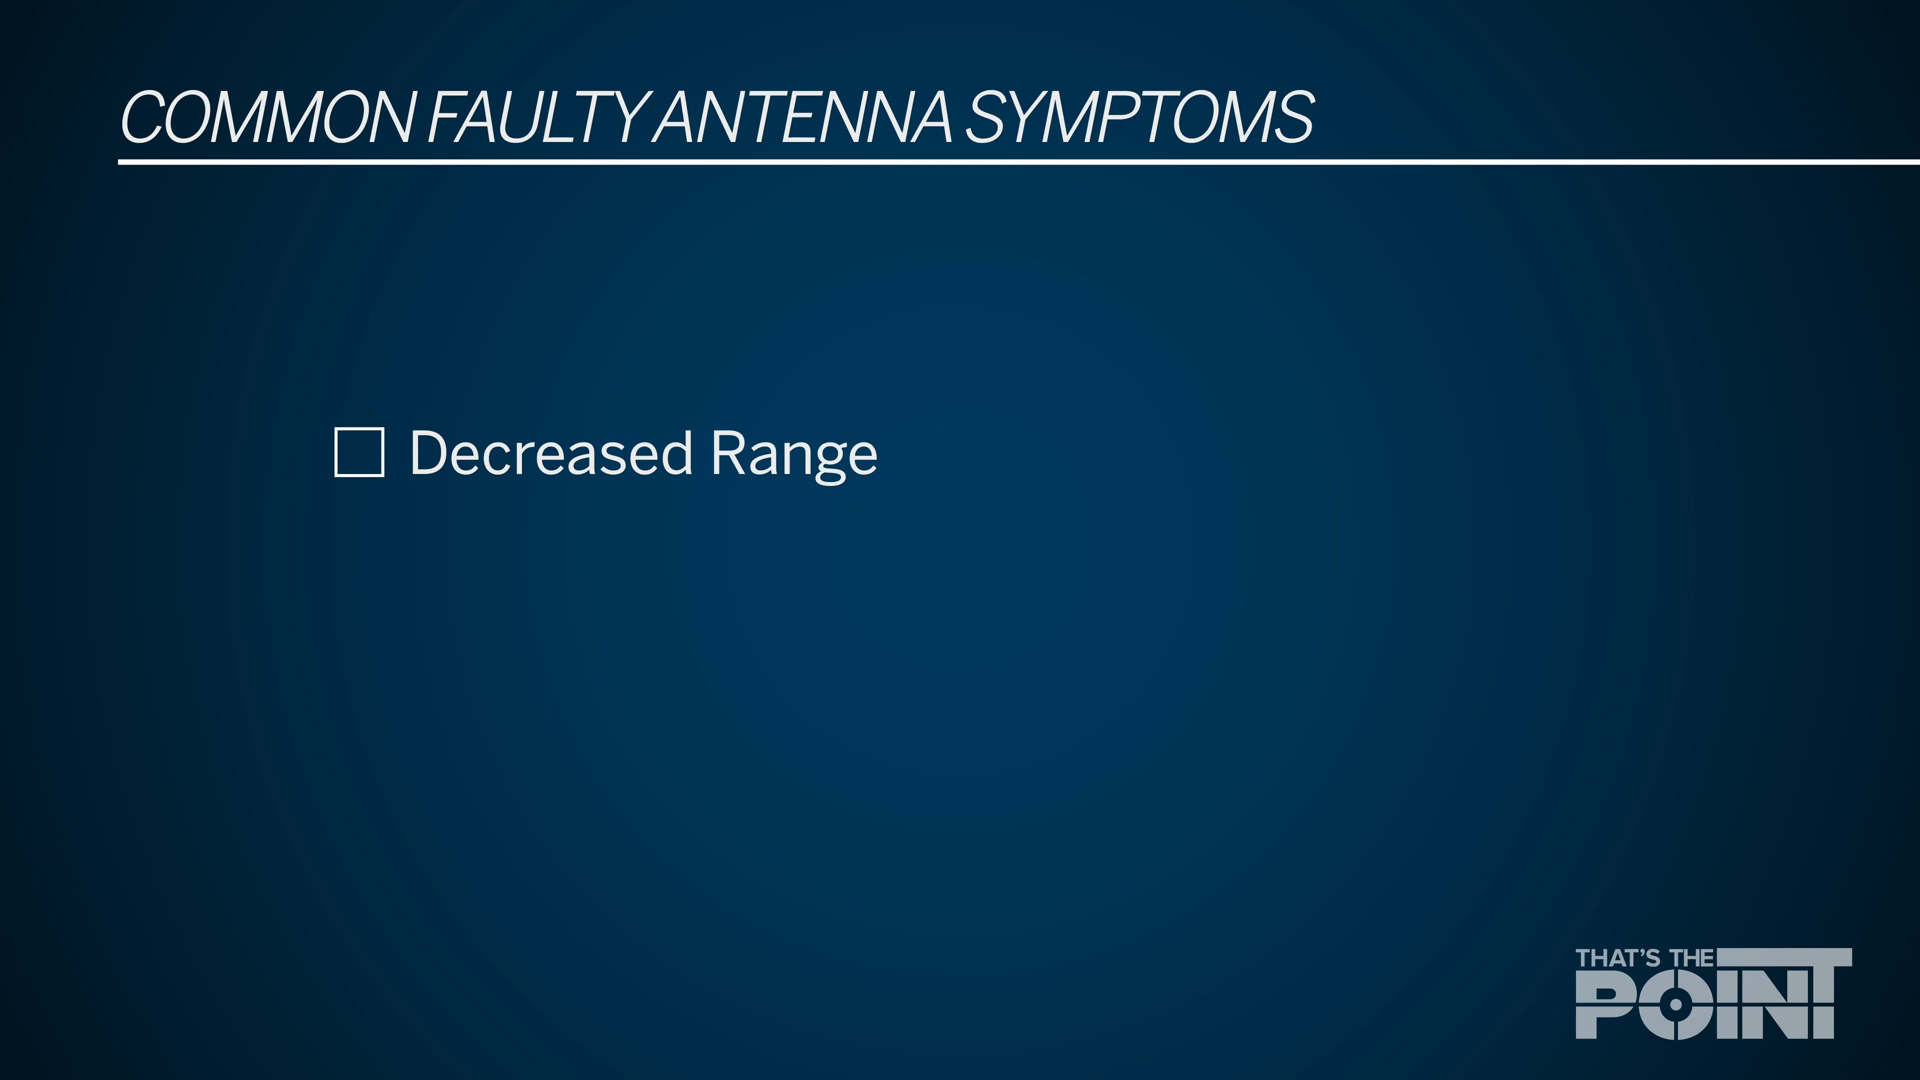 COMMON FAULTY ANTENNA SYMPTOMS
Decreased Range
THAT'S THE
POINT